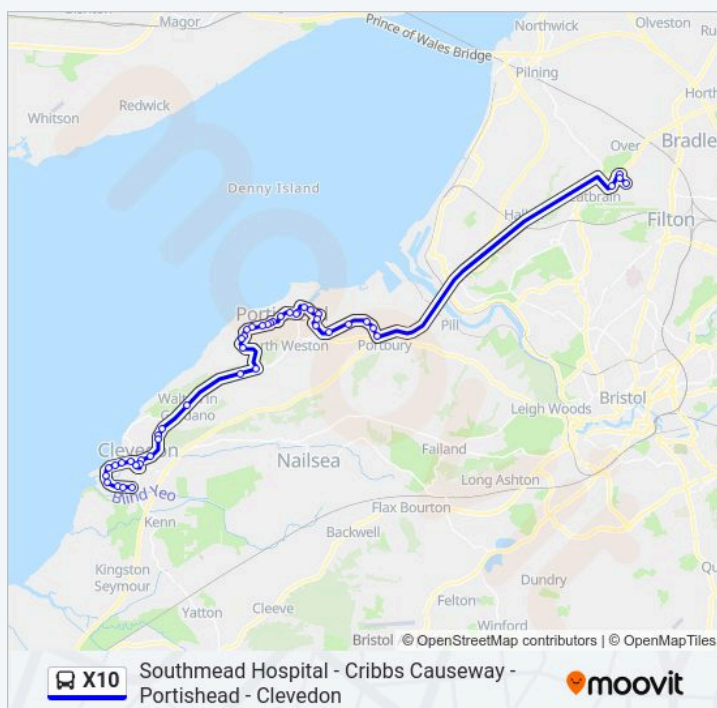 Magor
Northwick
Olveston
Prince of Wales Bridge
Pilning
Redwick
Whitson
Over
Denny Island
Filton
Pill
Portbury
Bristol
Leigh Woods
Failand
Clevedon
Nailsea
Long Ashton
Blind Yeo
Flax Bourton
Kenn
Backwell
Kingston
Seymour
Dundry
Yatton
Cleeve
Felton
Winford
Bristol
© OpenStreetMap contributors | © OpenMapTiles
X10 Southmead Hospital - Cribbs Causeway -
Portishead - Clevedon
moovit